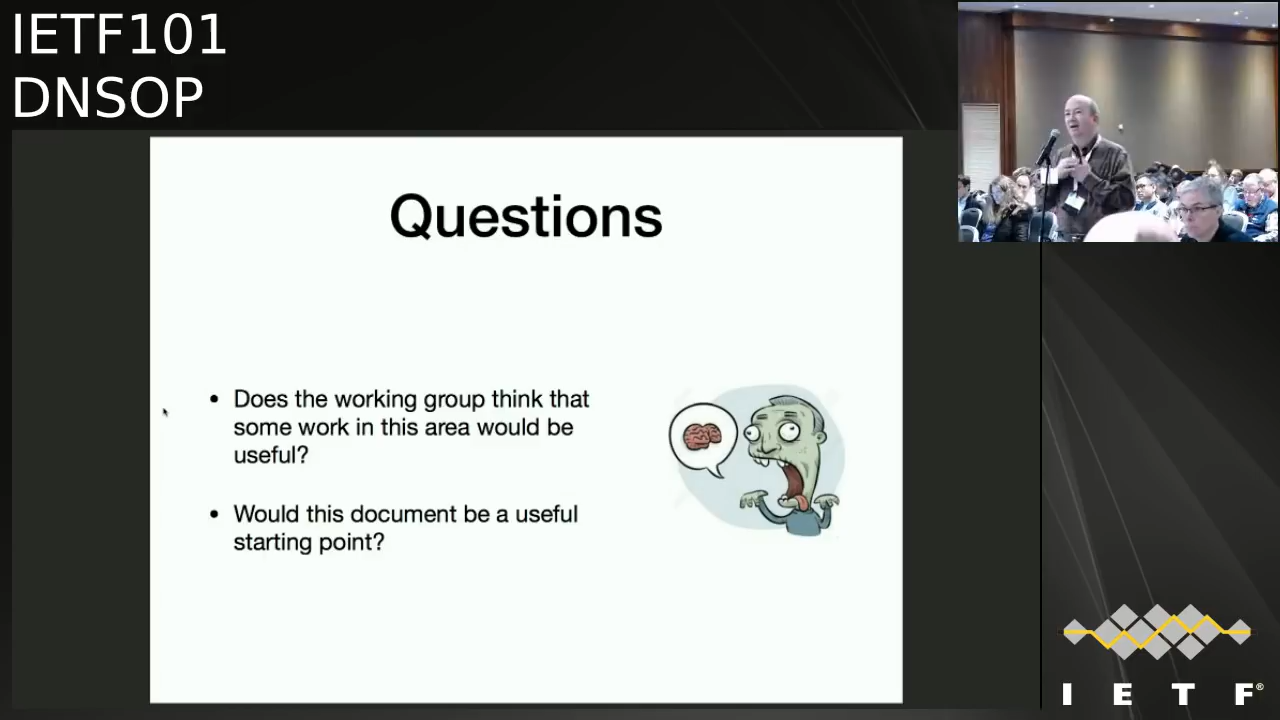 IETF101
DNSOP
Questions
• Does the working group think that
some work in this area would be
useful?
• Would this document be a useful
starting point?
I E T F®